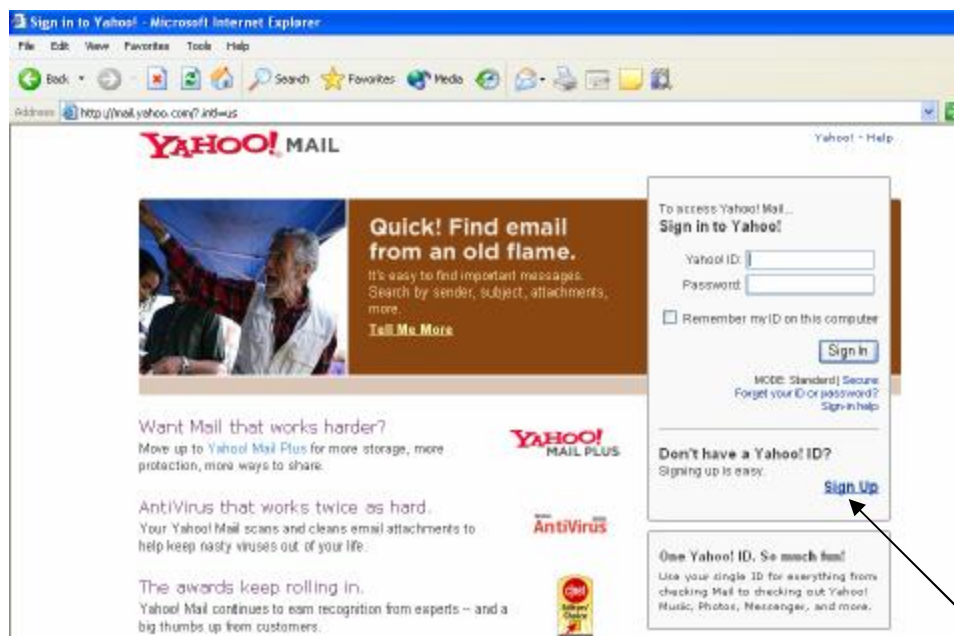 Sign in to Yahoo! - Microsoft Internet Explorer
File Edit View Favorites Tools Help
Back Search Favorites Media
Address http://mail.yahoo.com/?.intl=us
YAHOO! MAIL
Yahoo! - Help
Quick! Find email
from an old flame.
It's easy to find important messages.
Search by sender, subject, attachments,
more.
Tell Me More
To access Yahoo! Mail...
Sign in to Yahoo!
Yahoo! ID:
Password:
Remember my ID on this computer
Sign In
MODE: Standard | Secure
Forget your ID or password?
Sign-in help
Don't have a Yahoo! ID?
Signing up is easy.
Sign Up
One Yahoo! ID. So much fun!
Use your single ID for everything from
checking Mail to checking out Yahoo!
Music, Photos, Messenger, and more.
Want Mail that works harder?
Move up to Yahoo! Mail Plus for more storage, more
protection, more ways to share.
YAHOO!
MAIL PLUS
AntiVirus that works twice as hard.
Your Yahoo! Mail scans and cleans email attachments to
help keep nasty viruses out of your life.
AntiVirus
The awards keep rolling in.
Yahoo! Mail continues to earn recognition from experts – and a
big thumbs up from customers.
cnet
Editors'
Choice